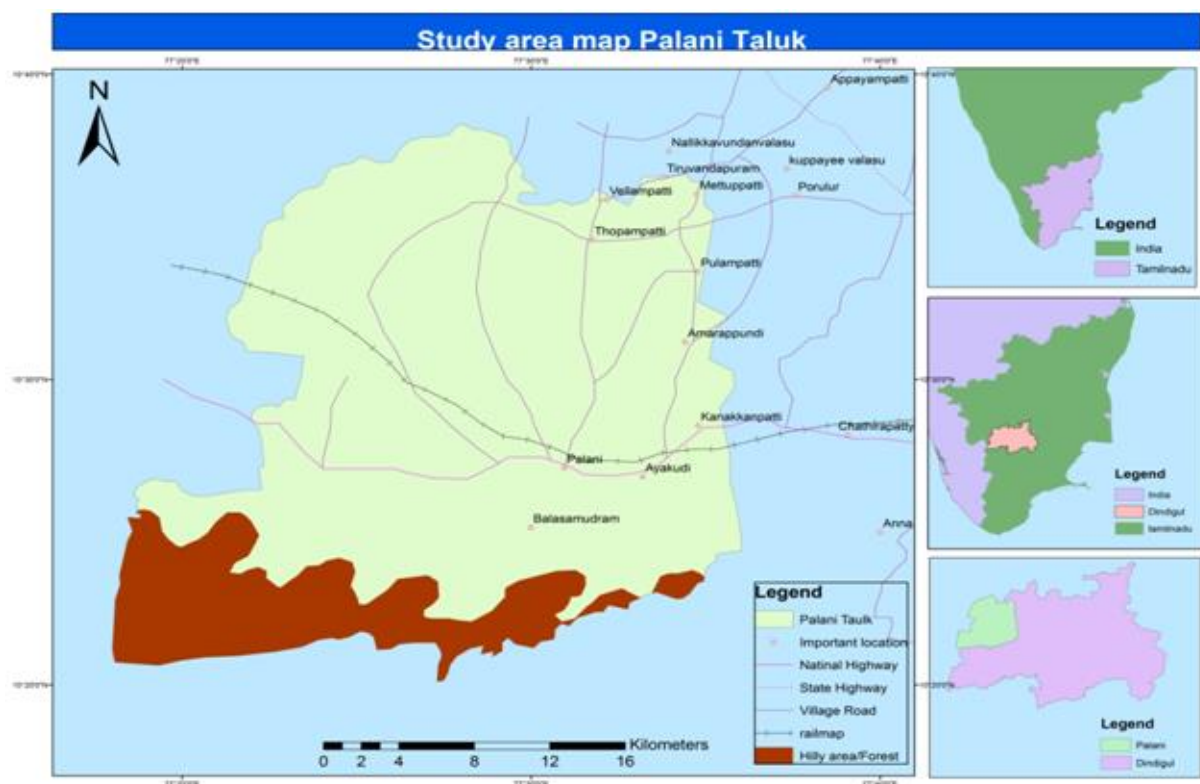 Study area map Palani Taluk
N
Appayampatti
Nallikkavundanvalasu
kuppayee valasu
Tiruvandapuram
Vellampatti
Mettuppatti
Porulur
Thopampatti
Pulampatti
Amarappundi
Kanakkanpatti
Chathirapatty
Palani
Ayakudi
Balasamudram
Anna
Legend
Palani Taulk
Important location
Natinal Highway
State Highway
Village Road
railmap
Hilly area/Forest
Kilometers
0 2 4 8 12 16
Legend
India
Tamilnadu
Legend
India
Dindigul
tamilnadu
Legend
Palani
Dindigul